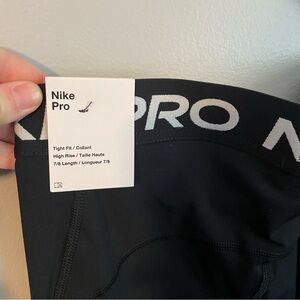 Nike
Pro
Tight Fit / Collant
High Rise / Taille Haute
7/8 Length / Longueur 7/8
PRO
N